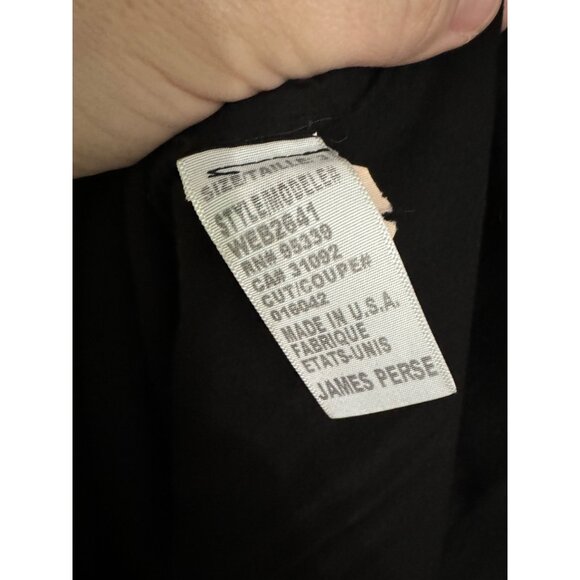 SIZE/TAILLE: 3
STYLE/MODELE#
WEB2641
RN# 95339
CA# 31092
CUT/COUPE#
016042
MADE IN U.S.A.
FABRIQUE
ETATS-UNIS
JAMES PERSE